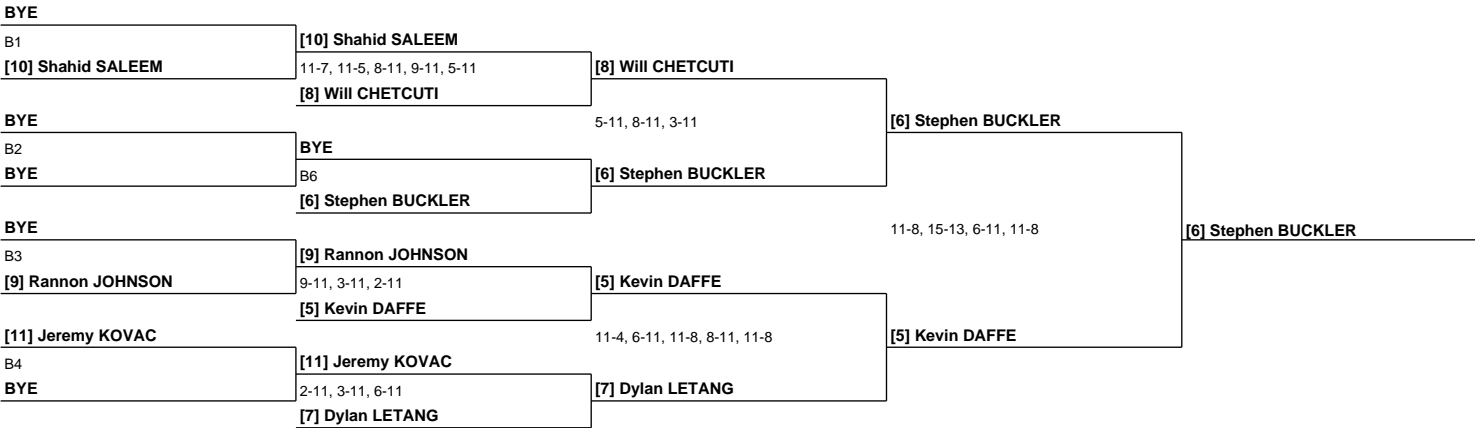 BYE
B1
[10] Shahid SALEEM
BYE
B2
BYE
BYE
B3
[9] Rannon JOHNSON
[11] Jeremy KOVAC
B4
BYE
[10] Shahid SALEEM
11-7, 11-5, 8-11, 9-11, 5-11
[8] Will CHETCUTI
BYE
B6
[6] Stephen BUCKLER
[9] Rannon JOHNSON
9-11, 3-11, 2-11
[5] Kevin DAFFE
[11] Jeremy KOVAC
2-11, 3-11, 6-11
[7] Dylan LETANG
[8] Will CHETCUTI
5-11, 8-11, 3-11
[6] Stephen BUCKLER
[5] Kevin DAFFE
11-4, 6-11, 11-8, 8-11, 11-8
[7] Dylan LETANG
[6] Stephen BUCKLER
11-8, 15-13, 6-11, 11-8
[5] Kevin DAFFE
[6] Stephen BUCKLER